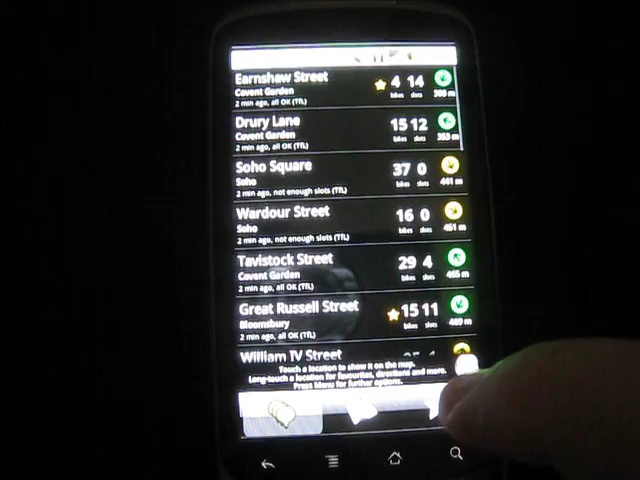 Earnshaw Street
Covent Garden
4 14
bikes slots
2 min ago, all OK (TfL)
Drury Lane
Covent Garden
15 12
bikes slots
353 m
2 min ago, all OK (TfL)
Soho Square
Soho
37 0
bikes slots
441 m
2 min ago, not enough slots (TfL)
Wardour Street
Soho
16 0
bikes slots
451 m
2 min ago, not enough slots (TfL)
Tavistock Street
Covent Garden
29 4
bikes slots
465 m
2 min ago, all OK (TfL)
Great Russell Street
Bloomsbury
15 11
bikes slots
2 min ago, all OK (TfL)
William IV Street
Touch a location to show it on the map.
Long-touch a location for favourites, directions and more.
Press Menu for further options.